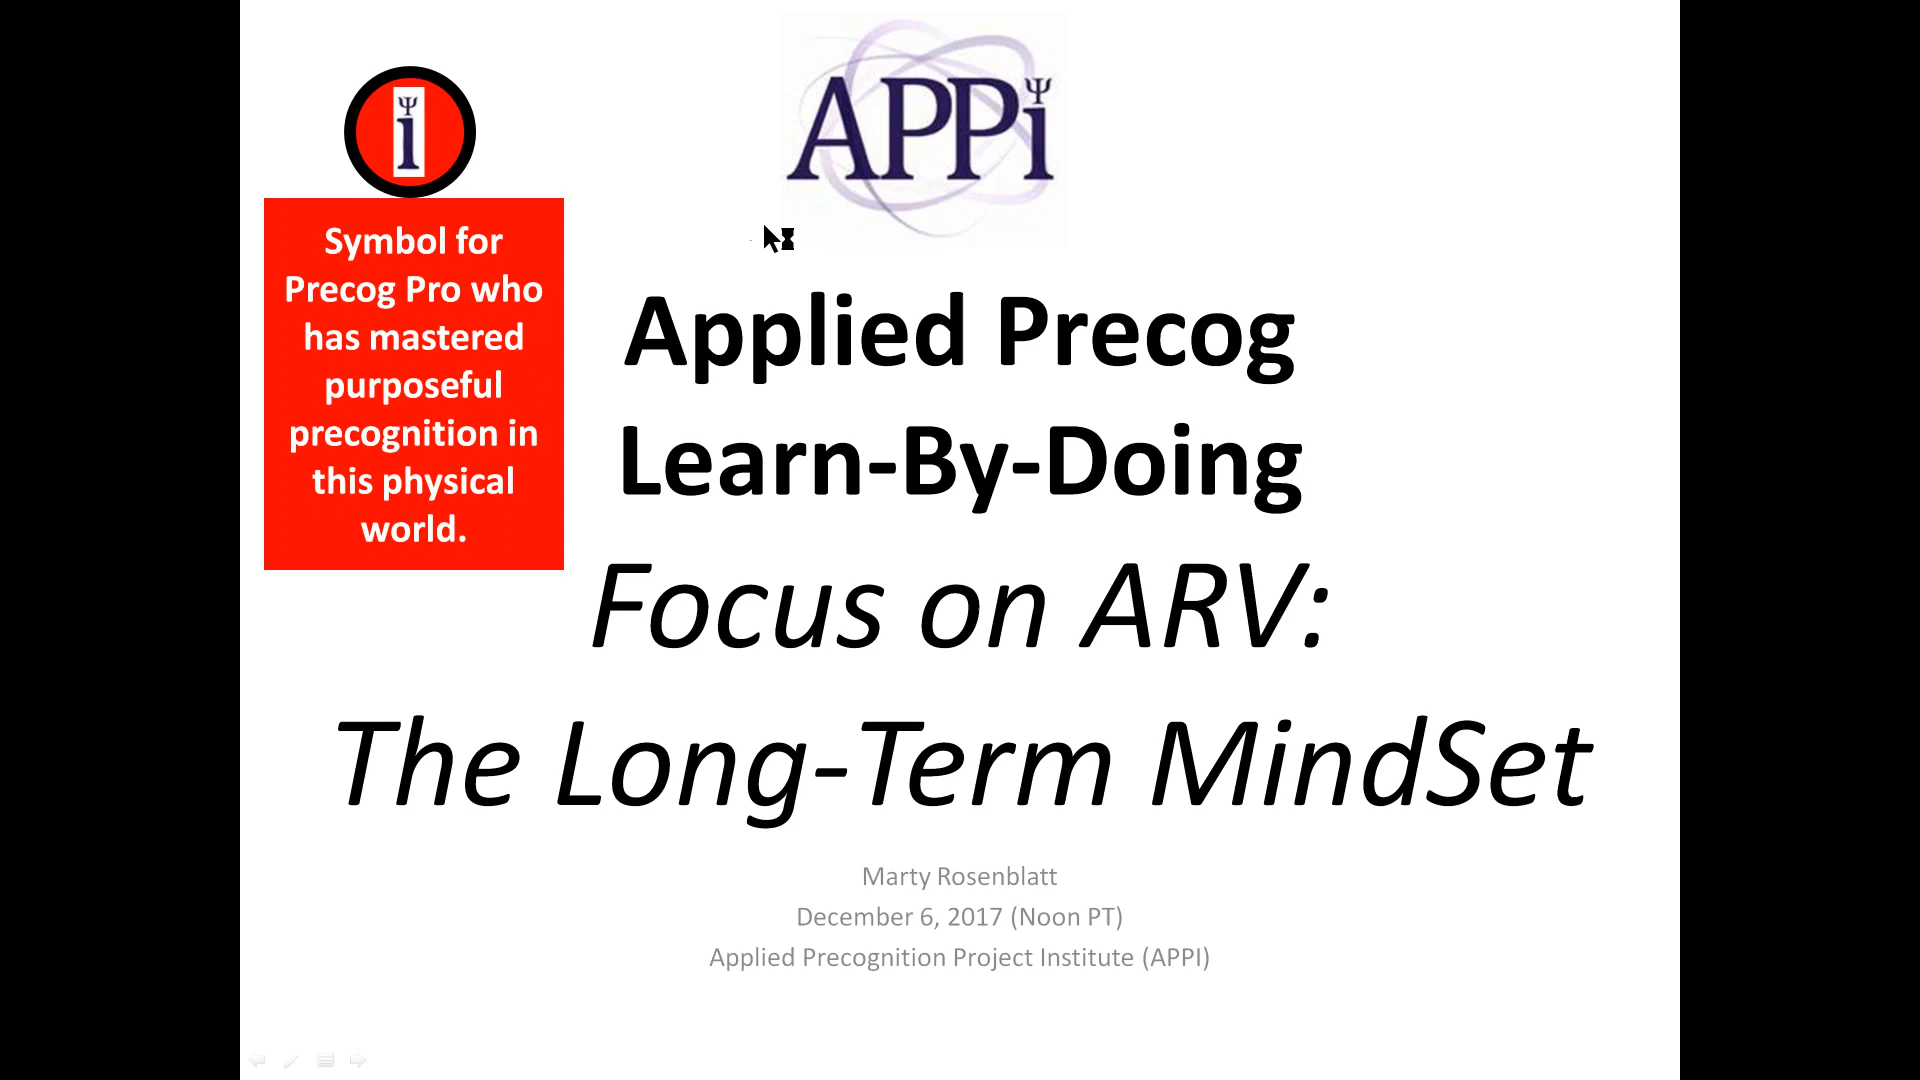 APPi
Ψ
i
Ψ
Symbol for
Precog Pro who
has mastered
purposeful
precognition in
this physical
world.
Applied Precog
Learn-By-Doing
Focus on ARV:
The Long-Term MindSet
Marty Rosenblatt
December 6, 2017 (Noon PT)
Applied Precognition Project Institute (APPI)